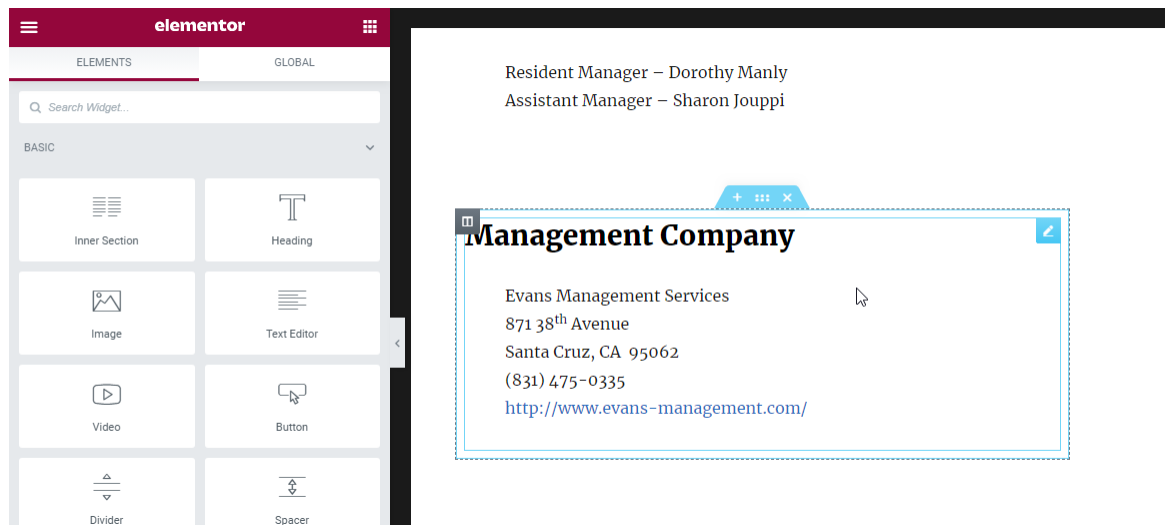 elementor
ELEMENTS
GLOBAL
Search Widget...
BASIC
Inner Section
Heading
Image
Text Editor
Video
Button
Divider
Spacer
Resident Manager – Dorothy Manly
Assistant Manager – Sharon Jouppi
Management Company
Evans Management Services
871 38th Avenue
Santa Cruz, CA  95062
(831) 475-0335
http://www.evans-management.com/